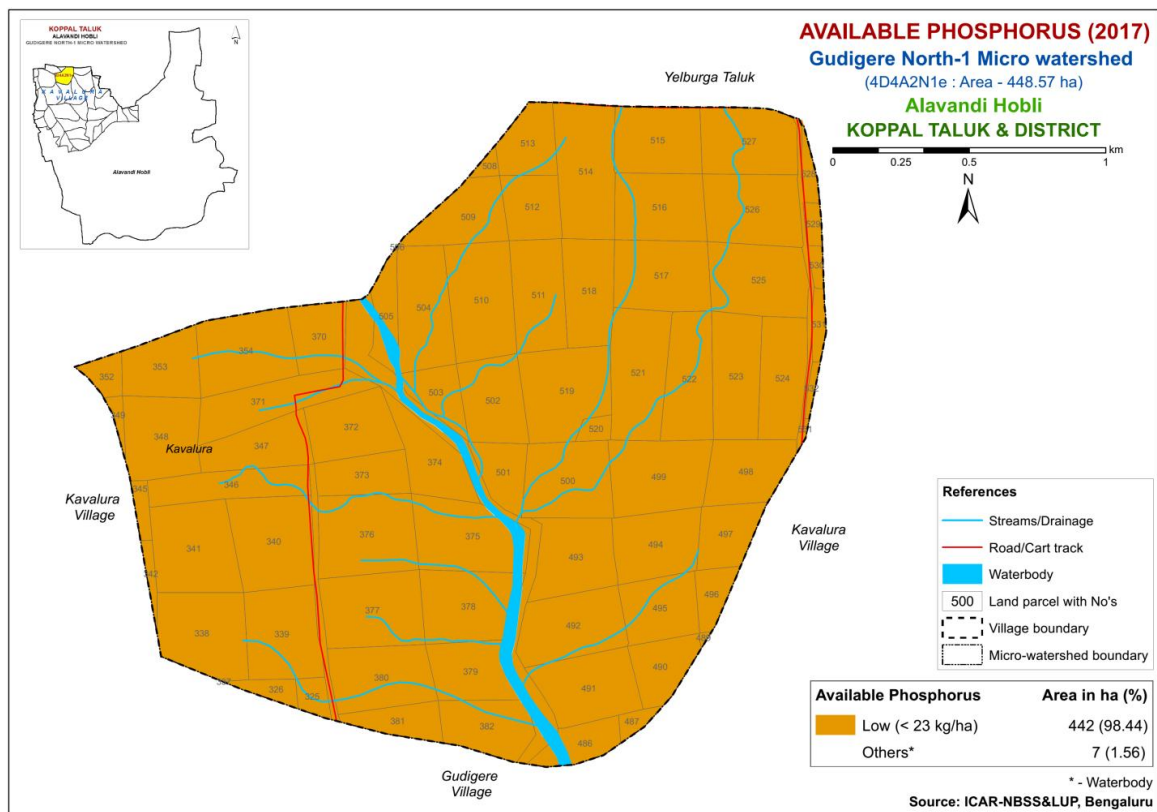 KOPPAL TALUK
ALAVANDI HOBLI
GUDIGERE NORTH-1 MICRO WATERSHED
N
KAVALURA
VILLAGE
Alavandi Hobli
AVAILABLE PHOSPHORUS (2017)
Gudigere North-1 Micro watershed
(4D4A2N1e : Area - 448.57 ha)
Alavandi Hobli
KOPPAL TALUK & DISTRICT
km
0 0.25 0.5 1
N
Yelburga Taluk
513 515 527
508 514
528
512 516 526
509
529
517 530
504 510 511 518 525
505
531
370
354
353
352
521 522 523 524
503 502 519
532
371
349
372 520
348 347
Kavalura
374 501
373 500 499 498
346
345
Kavalura
Village
376 375
341 340
493 494 497
Kavalura
Village
342
377 378 495 496
492
338 339
379 490
380
491
326 325
381 382
487
486
Gudigere
Village
References
Streams/Drainage
Road/Cart track
Waterbody
500 Land parcel with No's
Village boundary
Micro-watershed boundary
Available Phosphorus Area in ha (%)
Low (< 23 kg/ha) 442 (98.44)
Others* 7 (1.56)
* - Waterbody
Source: ICAR-NBSS&LUP, Bengaluru